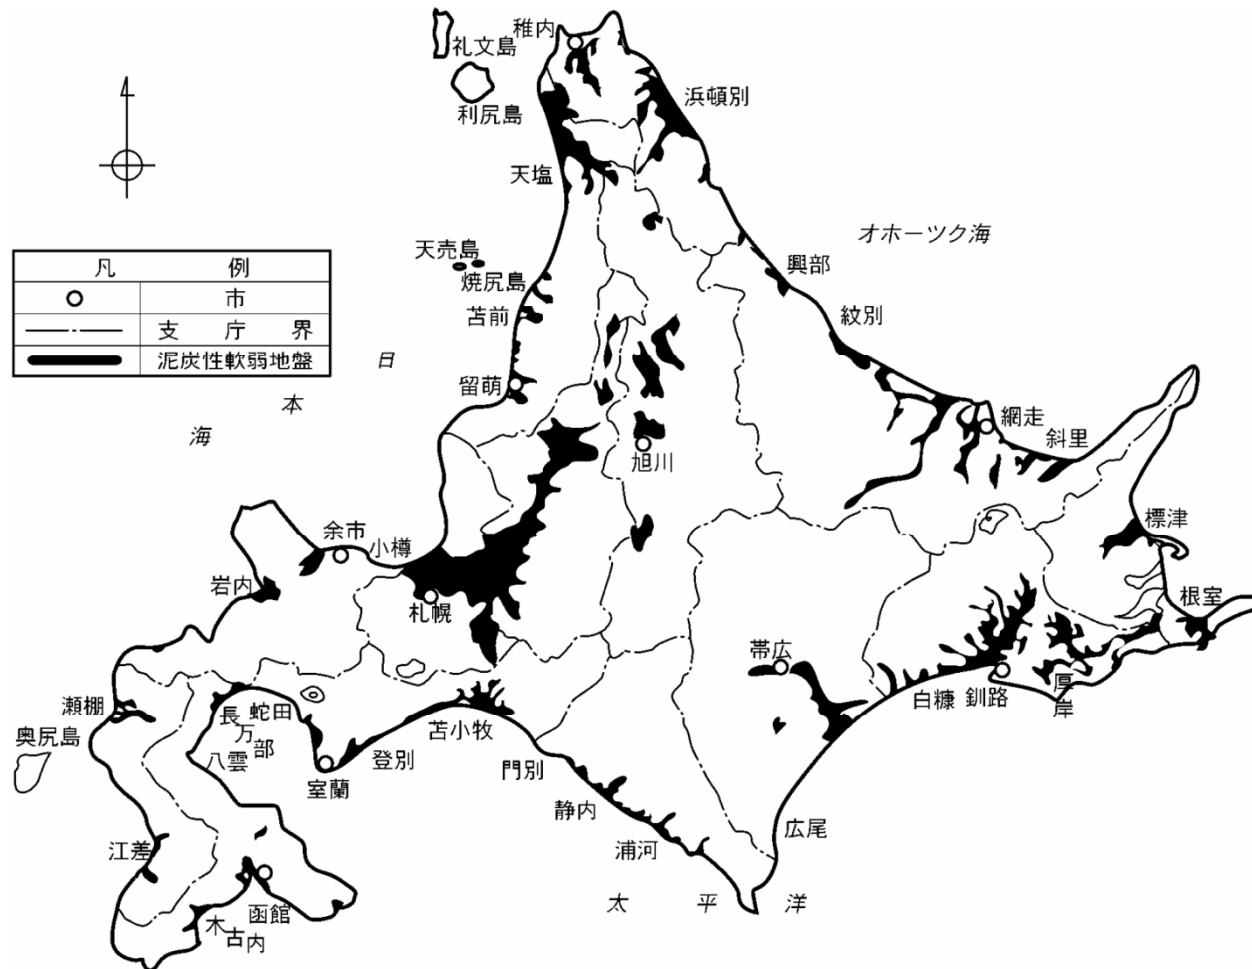 稚内
礼文島
利尻島
浜頓別
天塩
オホーツク海
天売島
焼尻島
苫前
興部
紋別
凡 例
市
支 庁 界
泥炭性軟弱地盤
日
本
海
留萌
旭川
網走
斜里
標津
根室
余市
小樽
岩内
札幌
帯広
白糠
釧路
厚岸
瀬棚
奥尻島
長万部
蛇田
八雲
室蘭
登別
苫小牧
門別
静内
浦河
広尾
江差
函館
木古内
太 平 洋